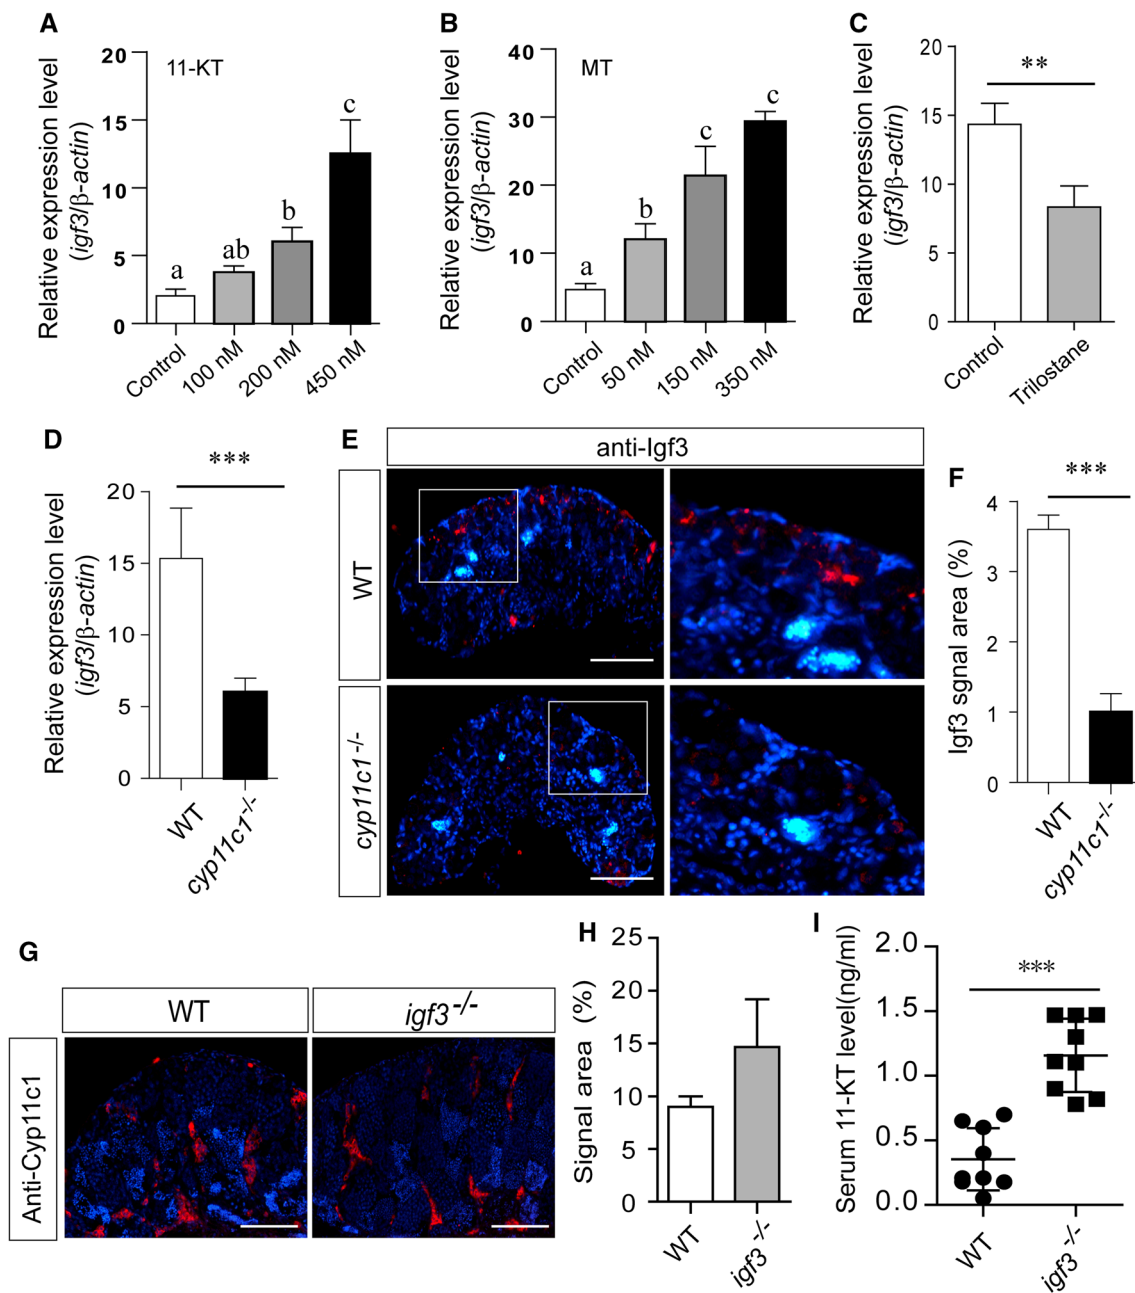 A
Relative expression level
(igf3/β-actin)
11-KT
20
15
10
5
0
a
ab
b
c
Control
100 nM
200 nM
450 nM
B
Relative expression level
(igf3/β-actin)
MT
40
30
20
10
0
a
b
c
c
Control
50 nM
150 nM
350 nM
C
Relative expression level
(igf3/β-actin)
20
15
10
5
0
**
Control
Trilostane
D
Relative expression level
(igf3/β-actin)
20
15
10
5
0
***
WT
cyp11c1-/-
E
anti-Igf3
WT
cyp11c1-/-
F
Igf3 sgnal area (%)
4
3
2
1
0
***
WT
cyp11c1-/-
G
WT
igf3-/-
Anti-Cyp11c1
H
Signal area (%)
25
20
15
10
5
0
WT
igf3-/-
I
Serum 11-KT level(ng/ml)
2.0
1.5
1.0
0.5
0.0
***
WT
igf3-/-